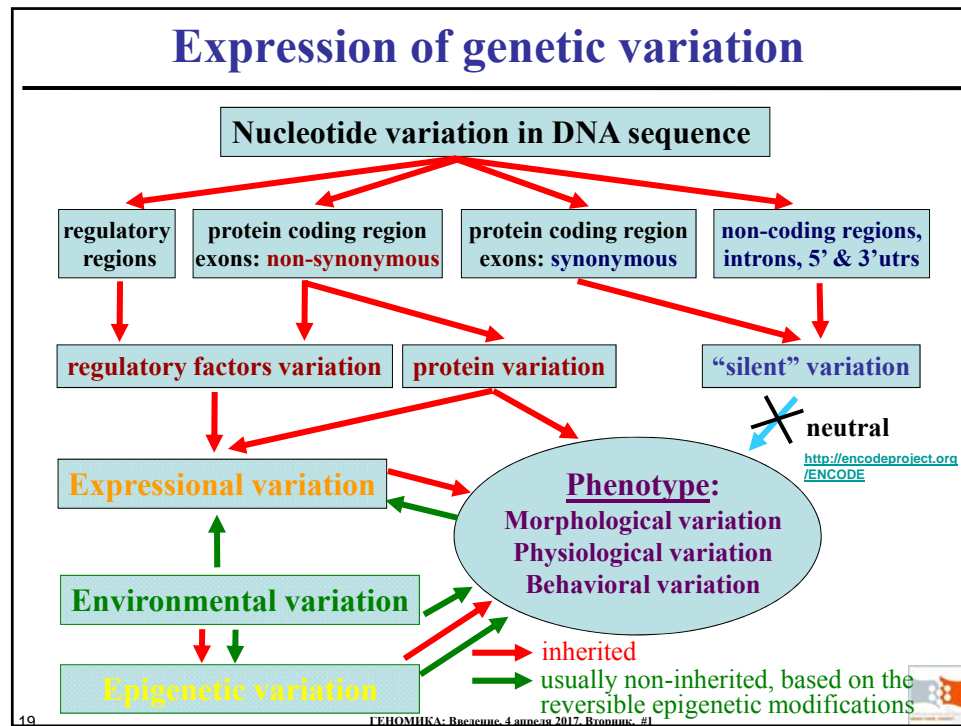 Expression of genetic variation
Nucleotide variation in DNA sequence
regulatory
regions
protein coding region
exons: non-synonymous
protein coding region
exons: synonymous
non-coding regions,
introns, 5’ & 3’utrs
regulatory factors variation
protein variation
“silent” variation
neutral
http://encodeproject.org
/ENCODE
Expressional variation
Phenotype:
Morphological variation
Physiological variation
Behavioral variation
Environmental variation
Epigenetic variation
inherited
usually non-inherited, based on the
reversible epigenetic modifications
19
ГЕНОМИКА: Введение, 4 апреля 2017, Вторник, #1